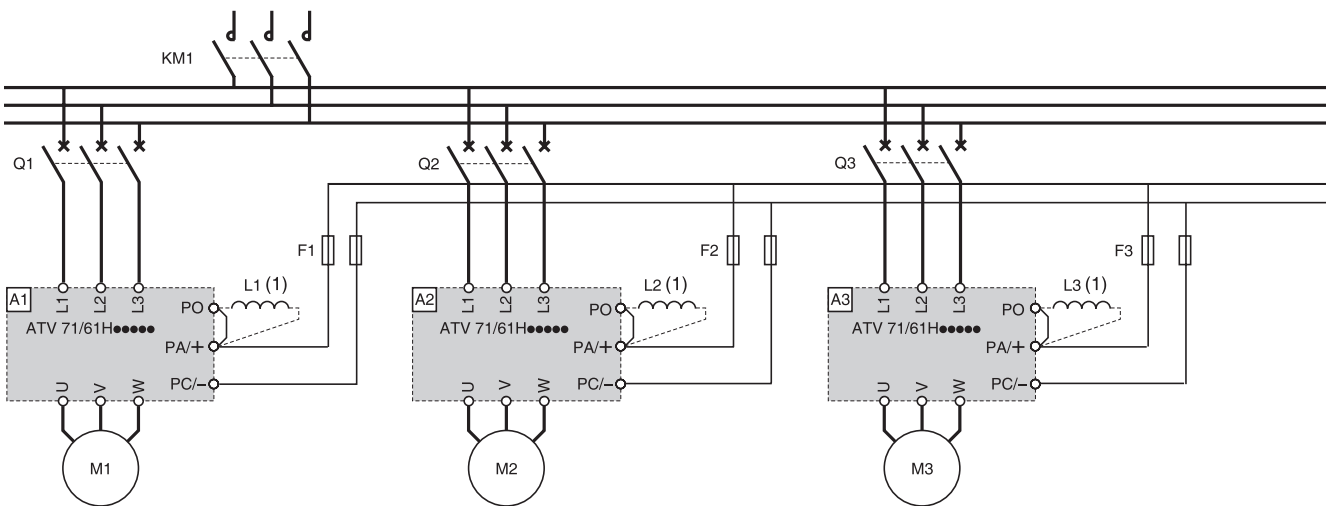 KM1
Q1
Q2
Q3
F1
F2
F3
A1
L1
L2
L3
PO
L1 (1)
ATV 71/61H●●●●●
PA/+
PC/-
U
V
W
M1
A2
L1
L2
L3
PO
L2 (1)
ATV 71/61H●●●●●
PA/+
PC/-
U
V
W
M2
A3
L1
L2
L3
PO
L3 (1)
ATV 71/61H●●●●●
PA/+
PC/-
U
V
W
M3